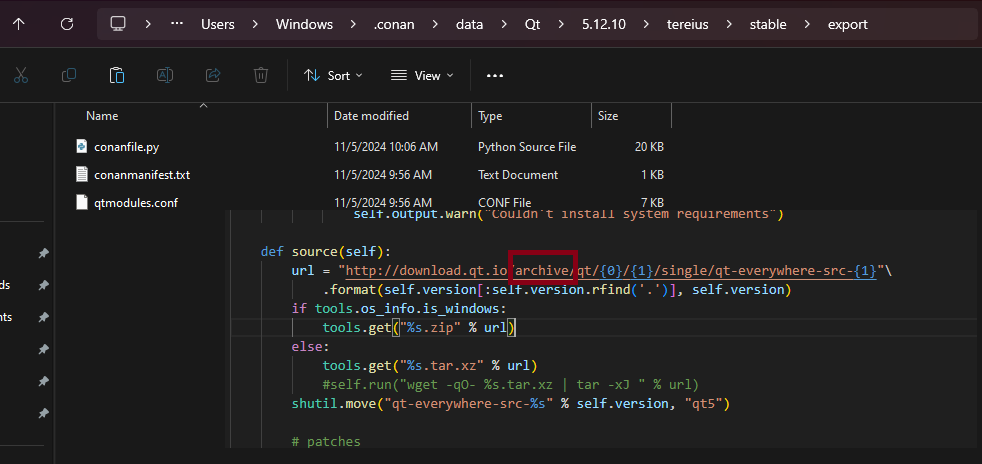 Users > Windows > .conan > data > Qt > 5.12.10 > tereius > stable > export
Sort View
Name Date modified Type Size
conanfile.py 11/5/2024 10:06 AM Python Source File 20 KB
conanmanifest.txt 11/5/2024 9:56 AM Text Document 1 KB
qtmodules.conf 11/5/2024 9:56 AM CONF File 7 KB
self.output.warn("Couldn't install system requirements")
def source(self):
url = "http://download.qt.io/archive/qt/{0}/{1}/single/qt-everywhere-src-{1}"\
.format(self.version[:self.version.rfind('.')], self.version)
if tools.os_info.is_windows:
tools.get("%s.zip" % url)
else:
tools.get("%s.tar.xz" % url)
#self.run("wget -qO- %s.tar.xz | tar -xJ " % url)
shutil.move("qt-everywhere-src-%s" % self.version, "qt5")
# patches